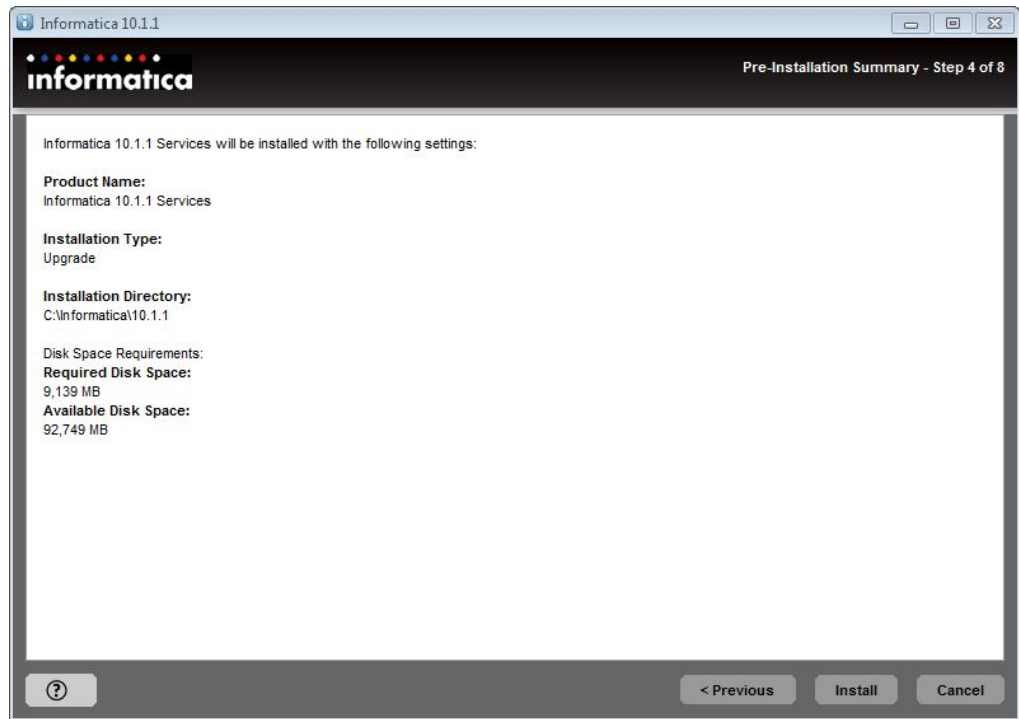 Informatica 10.1.1
informatica
Pre-Installation Summary - Step 4 of 8
Informatica 10.1.1 Services will be installed with the following settings:
Product Name:
Informatica 10.1.1 Services
Installation Type:
Upgrade
Installation Directory:
C:\Informatica\10.1.1
Disk Space Requirements:
Required Disk Space:
9,139 MB
Available Disk Space:
92,749 MB
?
< Previous
Install
Cancel